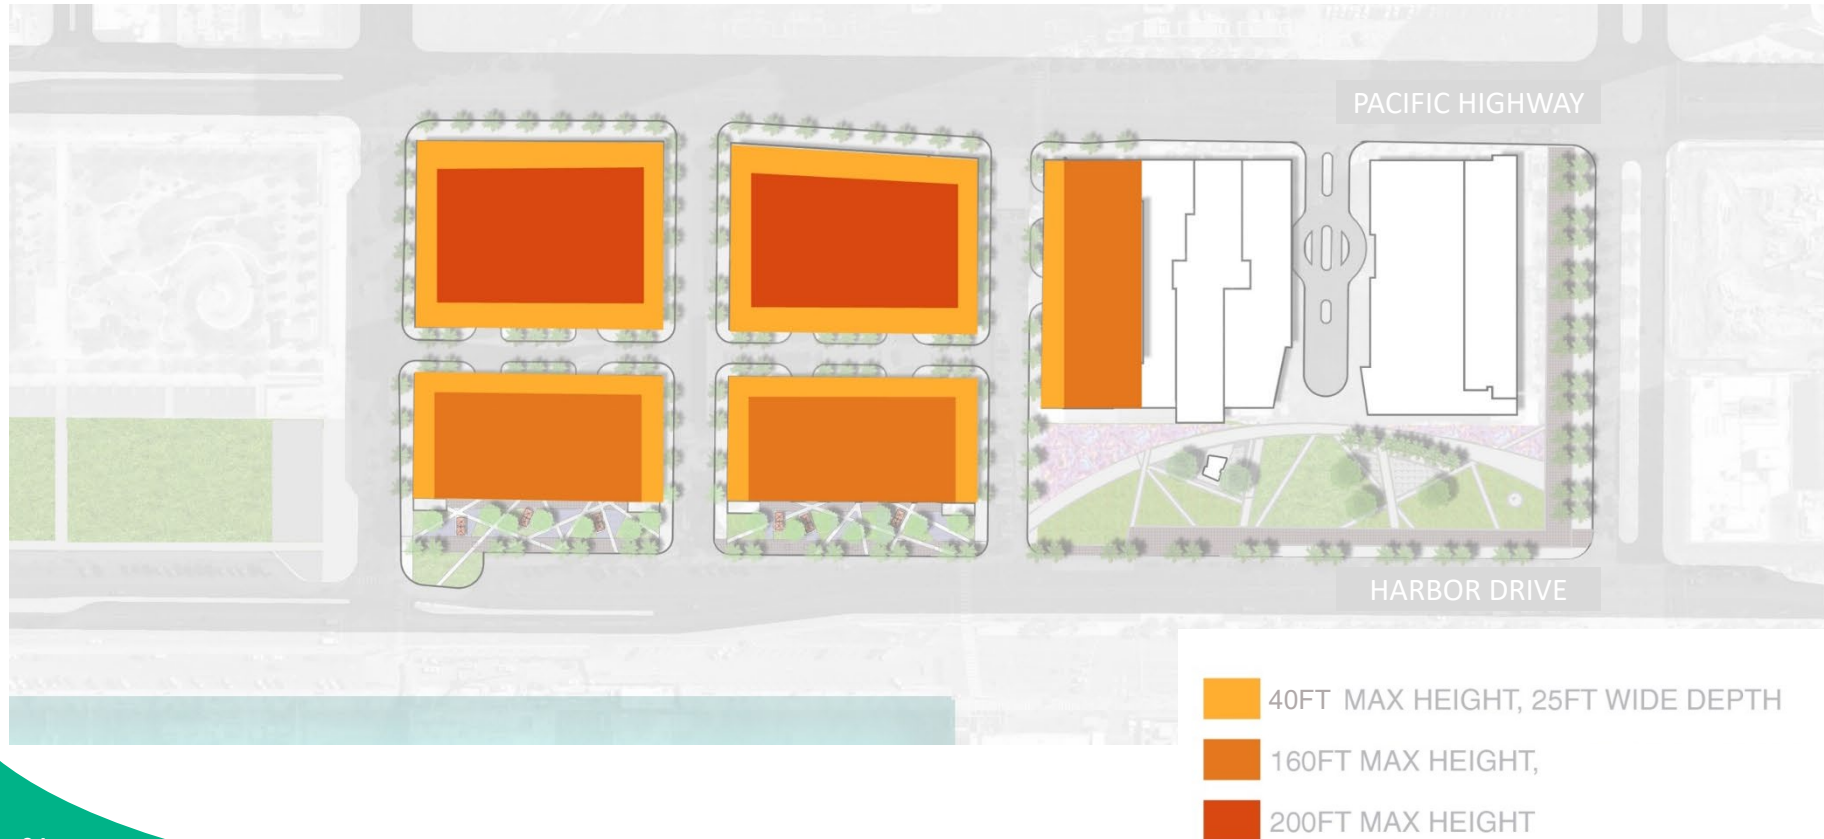 PACIFIC HIGHWAY
HARBOR DRIVE
40FT MAX HEIGHT, 25FT WIDE DEPTH
160FT MAX HEIGHT,
200FT MAX HEIGHT